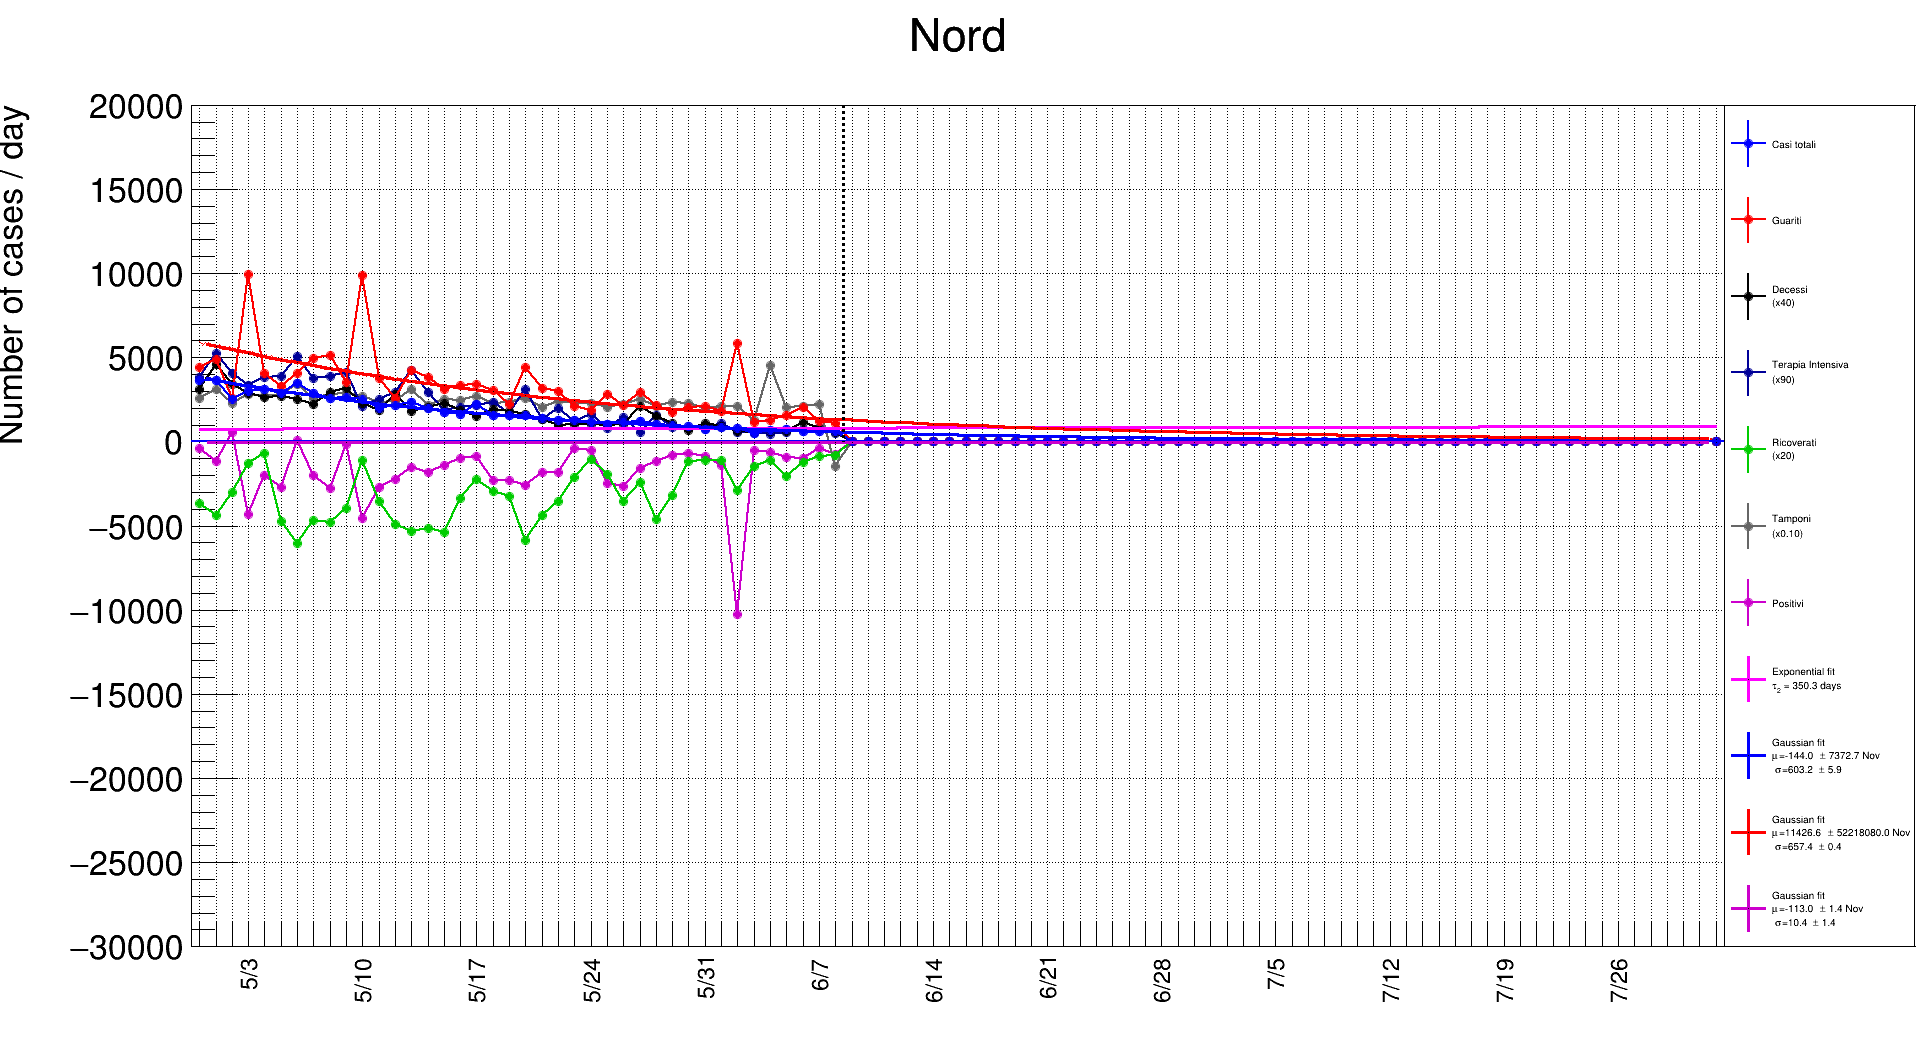 Nord
Number of cases / day
20000
15000
10000
5000
0
−5000
−10000
−15000
−20000
−25000
−30000
5/3
5/10
5/17
5/24
5/31
6/7
6/14
6/21
6/28
7/5
7/12
7/19
7/26
Casi totali
Guariti
Decessi
(x40)
Terapia Intensiva
(x90)
Ricoverati
(x20)
Tamponi
(x0.10)
Positivi
Exponential fit
τ2 = 350.3 days
Gaussian fit
μ=-144.0 ± 7372.7 Nov
σ=603.2 ± 5.9
Gaussian fit
μ=11426.6 ± 52218080.0 Nov
σ=657.4 ± 0.4
Gaussian fit
μ=-113.0 ± 1.4 Nov
σ=10.4 ± 1.4